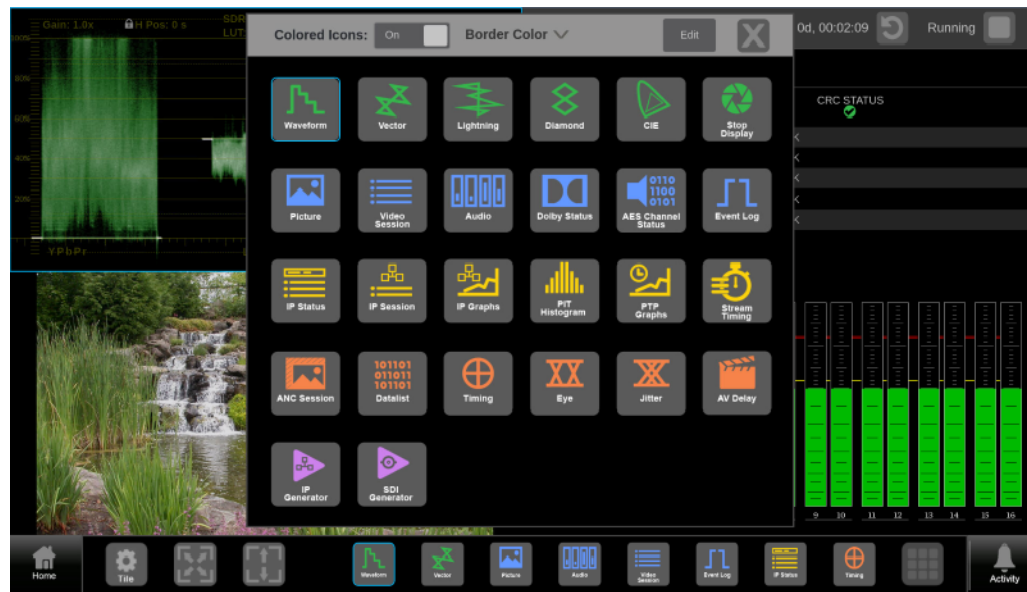 Gain: 1.0x H Pos: 0 s SDR
LUT:
100%
80%
60%
40%
20%
YPbPr
Colored Icons: On Border Color Edit X
0d, 00:02:09 Running
CRC STATUS
Waveform Vector Lightning Diamond CIE Stop Display
Picture Video Session Audio Dolby Status AES Channel Status Event Log
0110
1100
0101
IP Status IP Session IP Graphs PIT Histogram PTP Graphs Stream Timing
101101
011011
101101
ANC Session Datalist Timing Eye Jitter AV Delay
IP Generator SDI Generator
9 10 11 12 13 14 15 16
Home Tile Waveform Vector Picture Audio Video Session Event Log IP Status Timing Activity